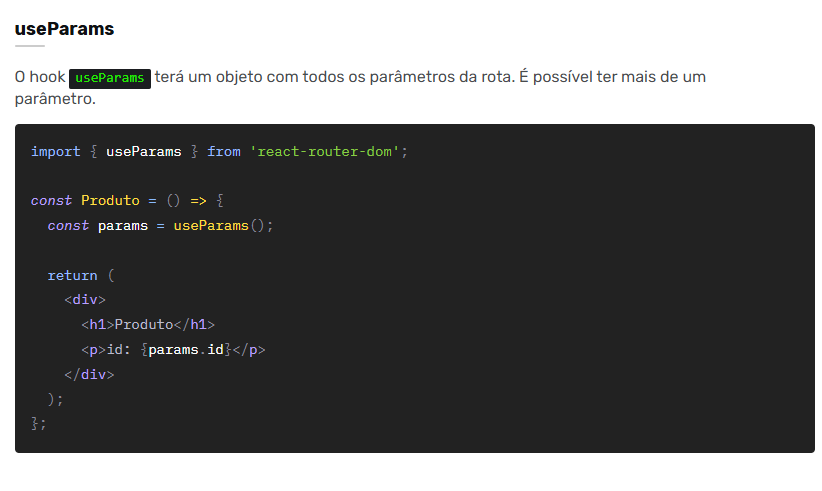 useParams
O hook useParams terá um objeto com todos os parâmetros da rota. É possível ter mais de um
parâmetro.
import { useParams } from 'react-router-dom';
const Produto = () => {
  const params = useParams();
  return (
    <div>
      <h1>Produto</h1>
      <p>id: {params.id}</p>
    </div>
  );
};